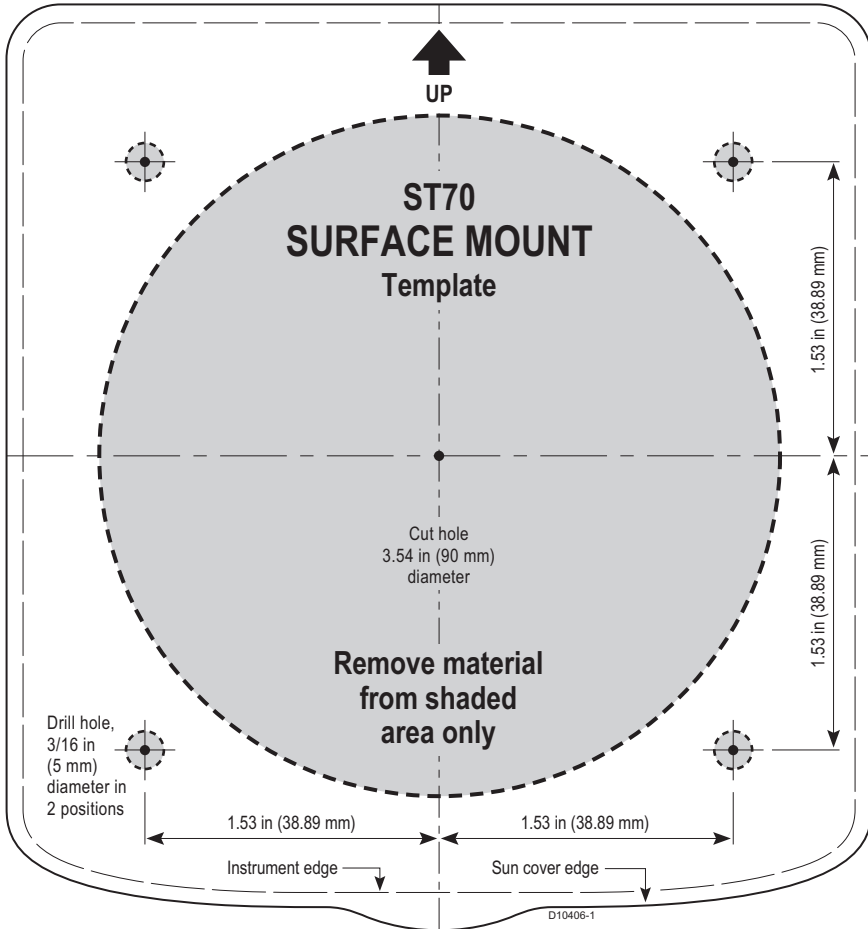 UP
ST70
SURFACE MOUNT
Template
1.53 in (38.89 mm)
Cut hole
3.54 in (90 mm)
diameter
1.53 in (38.89 mm)
Remove material
from shaded
area only
Drill hole,
3/16 in
(5 mm)
diameter in
2 positions
1.53 in (38.89 mm)
1.53 in (38.89 mm)
Instrument edge
Sun cover edge
D10406-1